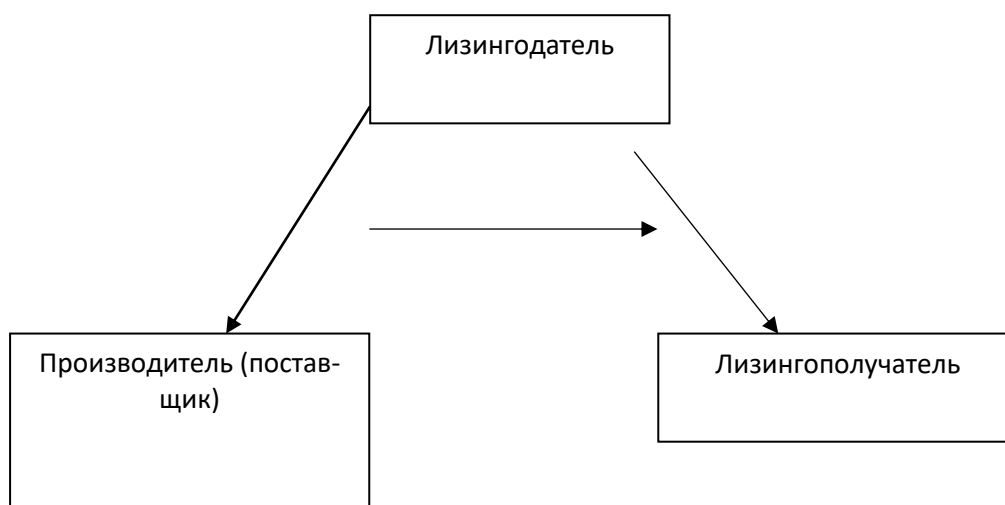 Лизингодатель
Производитель (постав-
щик)
Лизингополучатель